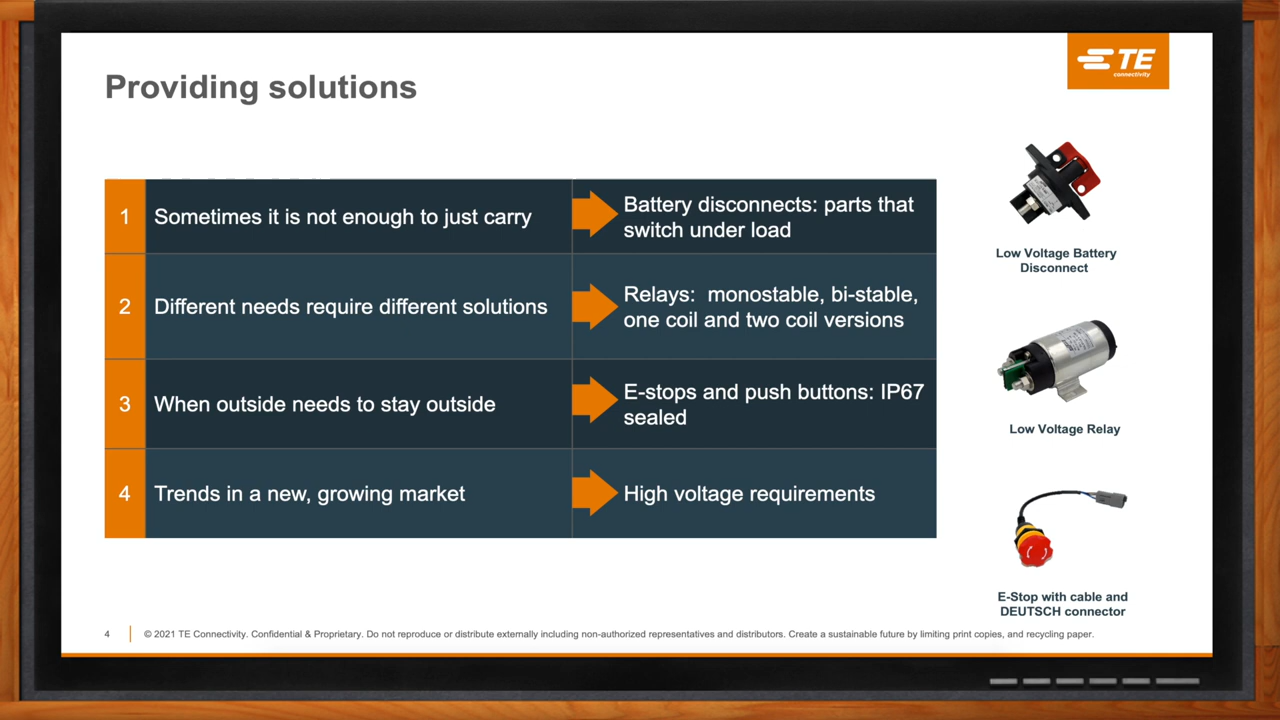 Providing solutions
TE
connectivity
1
Sometimes it is not enough to just carry
Battery disconnects: parts that
switch under load
2
Different needs require different solutions
Relays: monostable, bi-stable,
one coil and two coil versions
3
When outside needs to stay outside
E-stops and push buttons: IP67
sealed
4
Trends in a new, growing market
High voltage requirements
Low Voltage Battery
Disconnect
Low Voltage Relay
E-Stop with cable and
DEUTSCH connector
4
© 2021 TE Connectivity. Confidential & Proprietary. Do not reproduce or distribute externally including non-authorized representatives and distributors. Create a sustainable future by limiting print copies, and recycling paper.